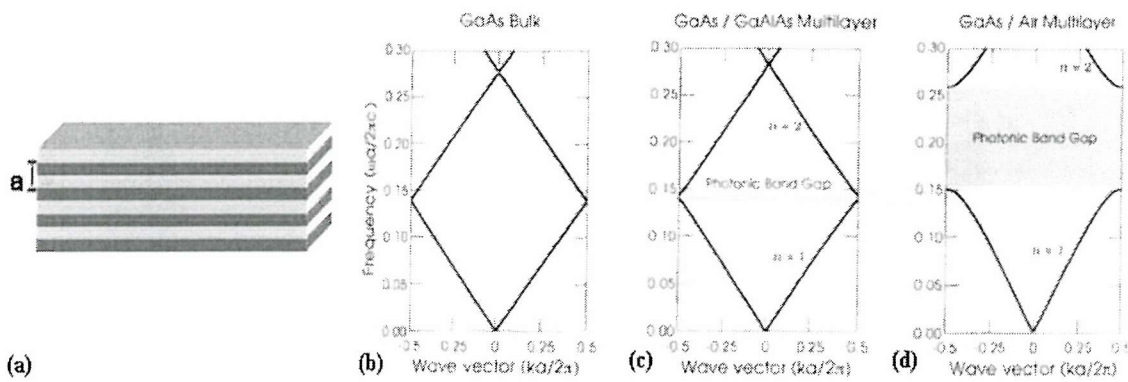 GaAs Bulk
GaAs / GaAlAs Multilayer
GaAs / Air Multilayer
a
Frequency (ωa/2πc)
0.30
0.25
0.20
0.15
0.10
0.05
0.00
-0.5
-0.25
0
0.25
0.5
Wave vector (ka/2π)
0.30
0.25
0.20
0.15
0.10
0.05
0.00
n = 2
Photonic Band Gap
n = 1
-0.5
-0.25
0
0.25
0.5
Wave vector (ka/2π)
0.30
0.25
0.20
0.15
0.10
0.05
0.00
n = 2
Photonic Band Gap
n = 1
-0.5
-0.25
0
0.25
0.5
Wave vector (ka/2π)
(a)
(b)
(c)
(d)